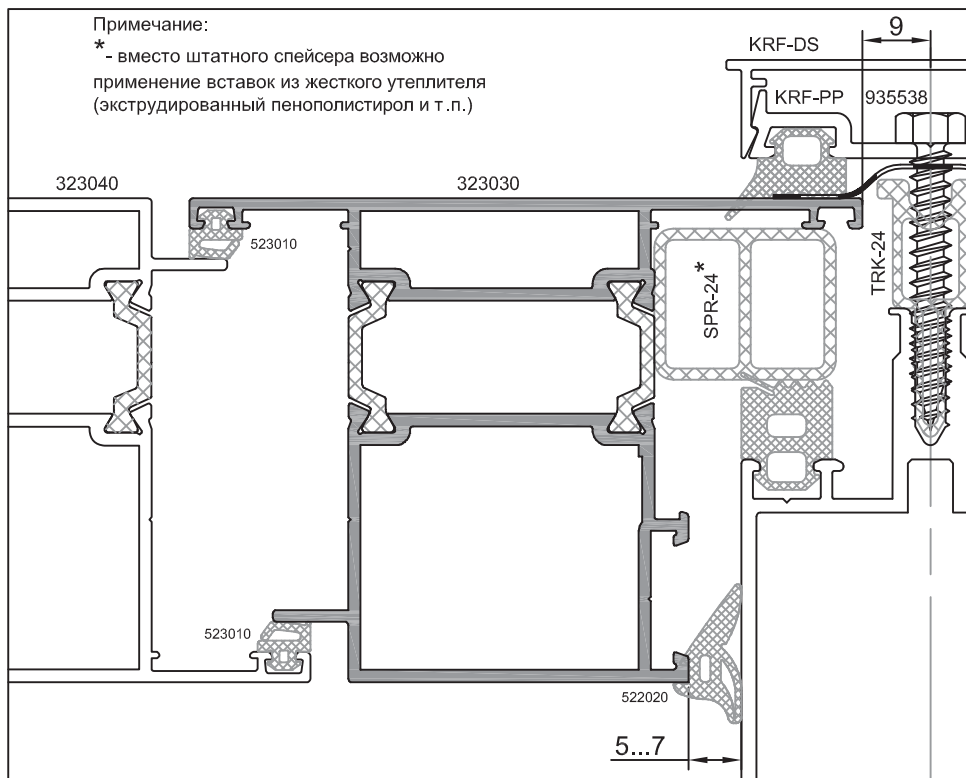 Примечание:
* - вместо штатного спейсера возможно
применение вставок из жесткого утеплителя
(экструдированный пенополистирол и т.п.)
9
KRF-DS
KRF-PP
935538
323040
323030
523010
SPR-24*
TRK-24
523010
522020
5...7